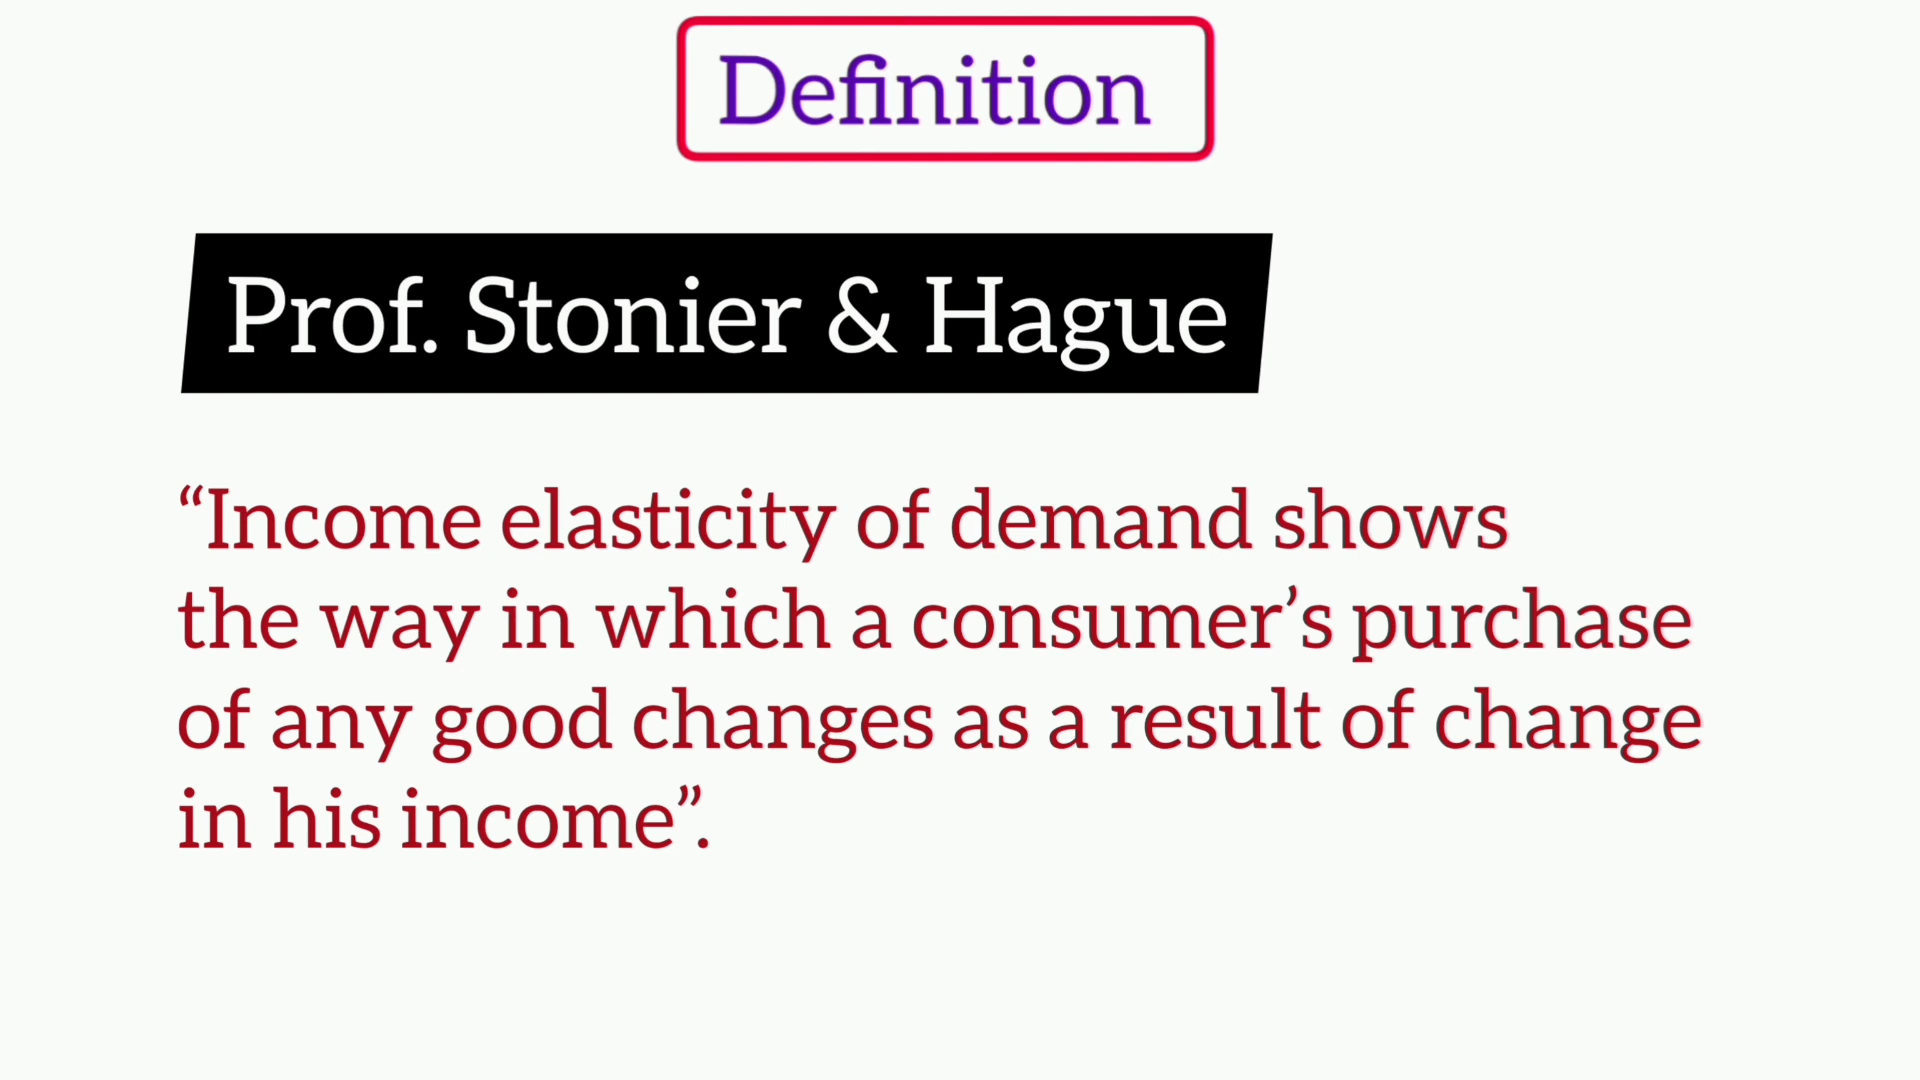 Definition
Prof. Stonier & Hague
“Income elasticity of demand shows
the way in which a consumer’s purchase
of any good changes as a result of change
in his income”.